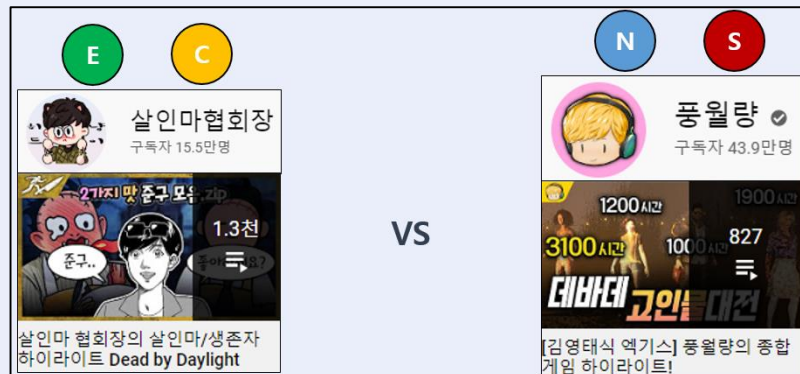 E C
N S
살인마협회장
구독자 15.5만명
2가지 맛 준구 모음.zip
1.3천
준구..
살인마 협회장의 살인마/생존자
하이라이트 Dead by Daylight
VS
풍월량
구독자 43.9만명
1200시간
1900시간
3100시간
1000시간
827
데바데 고인물대전
[김영태식 엑기스] 풍월량의 종합
게임 하이라이트!